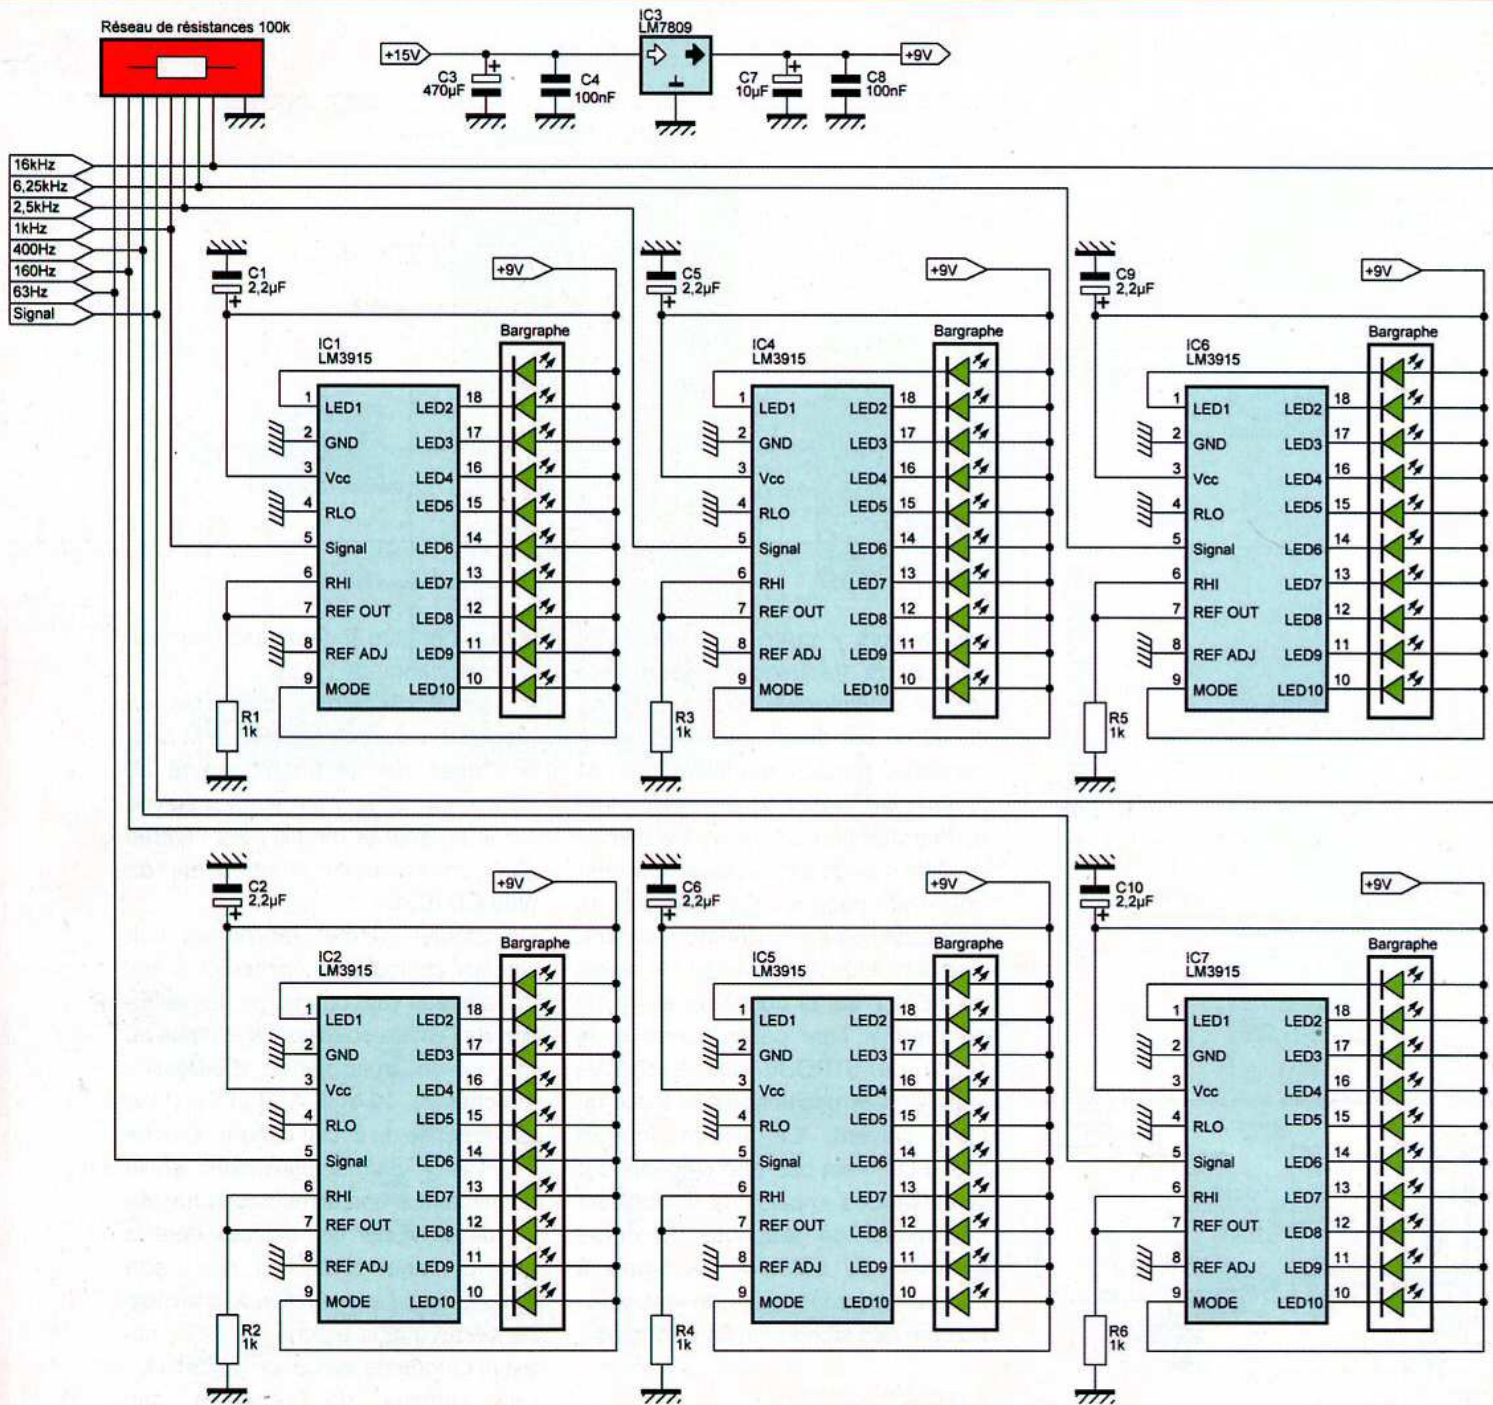 Réseau de résistances 100k
IC3
LM7809
+15V
C3
470µF
C4
100nF
C7
10µF
C8
100nF
+9V
16kHz
6,25kHz
2,5kHz
1kHz
400Hz
160Hz
63Hz
Signal
C1
2,2µF
+9V
Bargraphe
IC1
LM3915
1 LED1 LED2 18
2 GND LED3 17
3 Vcc LED4 16
4 RLO LED5 15
5 Signal LED6 14
6 RHI LED7 13
7 REF OUT LED8 12
8 REF ADJ LED9 11
9 MODE LED10 10
R1
1k
C5
2,2µF
+9V
Bargraphe
IC4
LM3915
1 LED1 LED2 18
2 GND LED3 17
3 Vcc LED4 16
4 RLO LED5 15
5 Signal LED6 14
6 RHI LED7 13
7 REF OUT LED8 12
8 REF ADJ LED9 11
9 MODE LED10 10
R3
1k
C9
2,2µF
+9V
Bargraphe
IC6
LM3915
1 LED1 LED2 18
2 GND LED3 17
3 Vcc LED4 16
4 RLO LED5 15
5 Signal LED6 14
6 RHI LED7 13
7 REF OUT LED8 12
8 REF ADJ LED9 11
9 MODE LED10 10
R5
1k
C2
2,2µF
+9V
Bargraphe
IC2
LM3915
1 LED1 LED2 18
2 GND LED3 17
3 Vcc LED4 16
4 RLO LED5 15
5 Signal LED6 14
6 RHI LED7 13
7 REF OUT LED8 12
8 REF ADJ LED9 11
9 MODE LED10 10
R2
1k
C6
2,2µF
+9V
Bargraphe
IC5
LM3915
1 LED1 LED2 18
2 GND LED3 17
3 Vcc LED4 16
4 RLO LED5 15
5 Signal LED6 14
6 RHI LED7 13
7 REF OUT LED8 12
8 REF ADJ LED9 11
9 MODE LED10 10
R4
1k
C10
2,2µF
+9V
Bargraphe
IC7
LM3915
1 LED1 LED2 18
2 GND LED3 17
3 Vcc LED4 16
4 RLO LED5 15
5 Signal LED6 14
6 RHI LED7 13
7 REF OUT LED8 12
8 REF ADJ LED9 11
9 MODE LED10 10
R6
1k